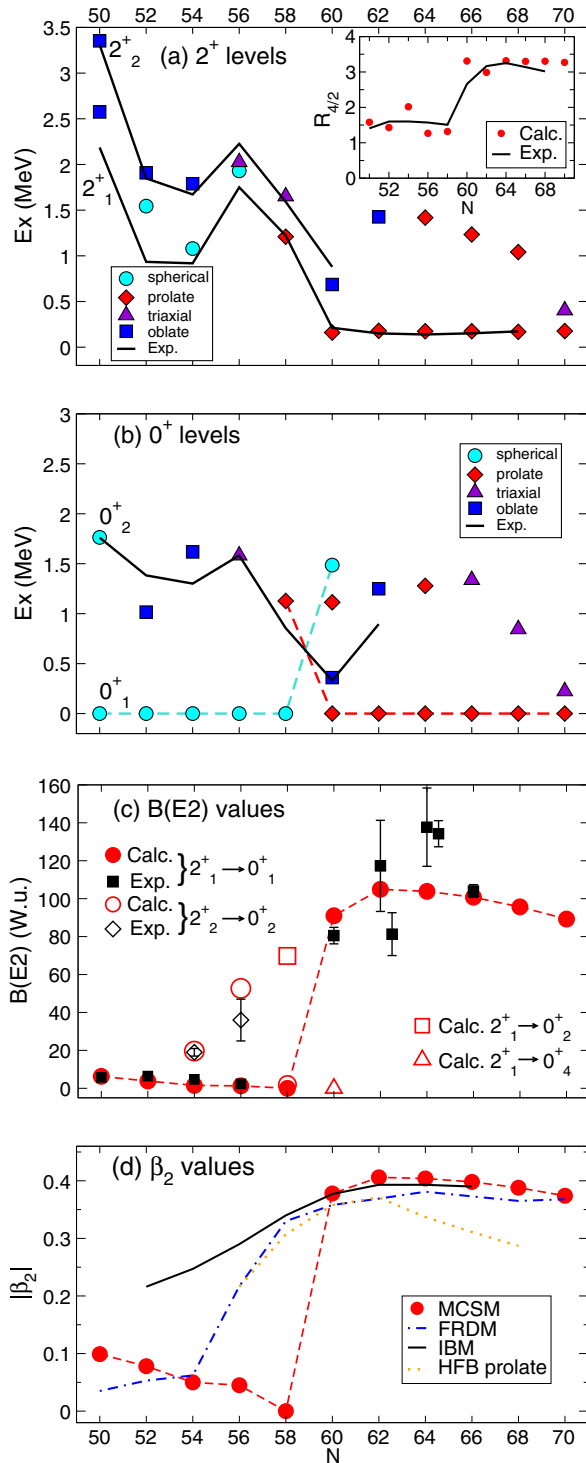 50 52 54 56 58 60 62 64 66 68 70
3.5
3
2.5
2
1.5
1
0.5
0
Ex (MeV)
(a) 2⁺ levels
2⁺₂
2⁺₁
spherical
prolate
triaxial
oblate
Exp.
4
3
2
1
0
R₄/₂
Calc.
Exp.
52 56 60 64 68
N
3
2.5
2
1.5
1
0.5
0
Ex (MeV)
(b) 0⁺ levels
0⁺₂
0⁺₁
spherical
prolate
triaxial
oblate
Exp.
160
140
120
100
80
60
40
20
0
B(E2) (W.u.)
(c) B(E2) values
Calc.
Exp. } 2⁺₁→0⁺₁
Calc.
Exp. } 2⁺₂→0⁺₂
Calc. 2⁺₁→0⁺₂
Calc. 2⁺₁→0⁺₄
0.4
0.3
0.2
0.1
0
|β₂|
(d) β₂ values
MCSM
FRDM
IBM
HFB prolate
50 52 54 56 58 60 62 64 66 68 70
N